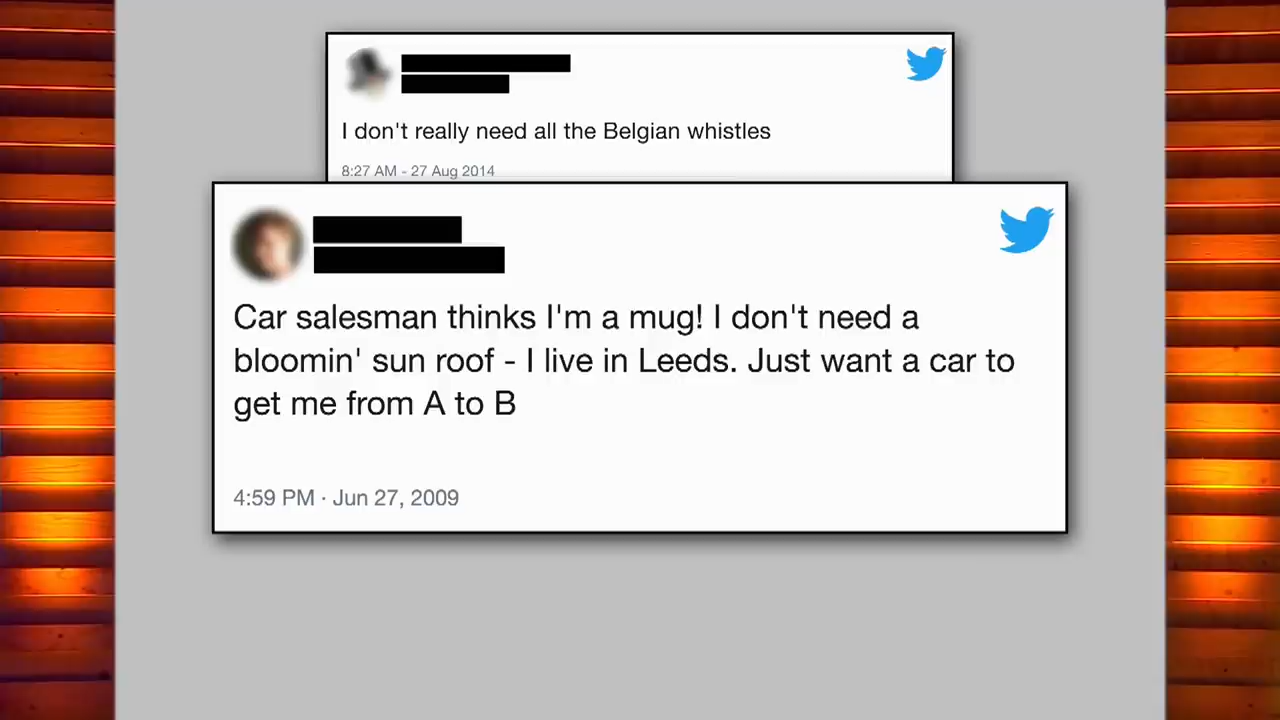 I don't really need all the Belgian whistles
8:27 AM - 27 Aug 2014
Car salesman thinks I'm a mug! I don't need a
bloomin' sun roof - I live in Leeds. Just want a car to
get me from A to B
4:59 PM · Jun 27, 2009